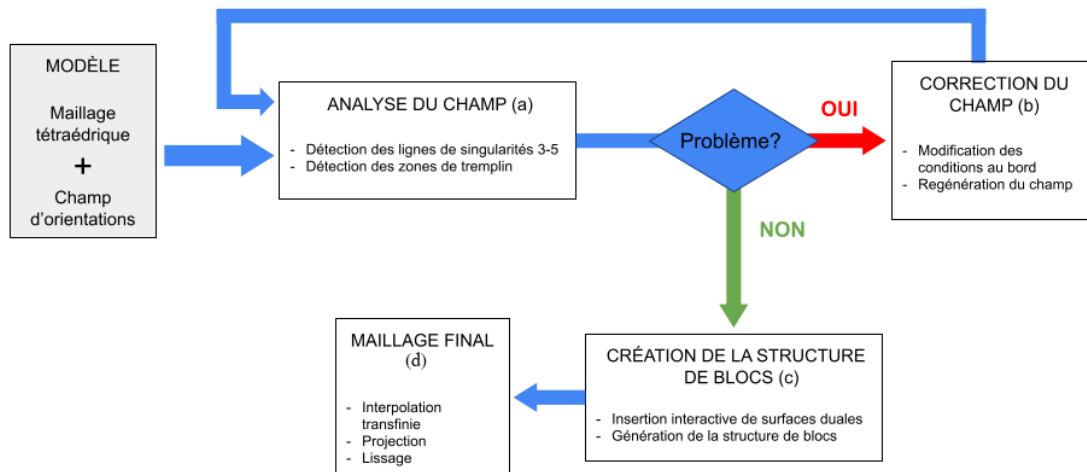 MODÈLE
Maillage
tétraédrique
+
Champ
d'orientations
ANALYSE DU CHAMP (a)
- Détection des lignes de singularités 3-5
- Détection des zones de tremplin
Problème?
OUI
CORRECTION DU
CHAMP (b)
- Modification des
conditions au bord
- Regénération du champ
NON
CRÉATION DE LA STRUCTURE
DE BLOCS (c)
- Insertion interactive de surfaces duales
- Génération de la structure de blocs
MAILLAGE FINAL
(d)
- Interpolation
transfinie
- Projection
- Lissage